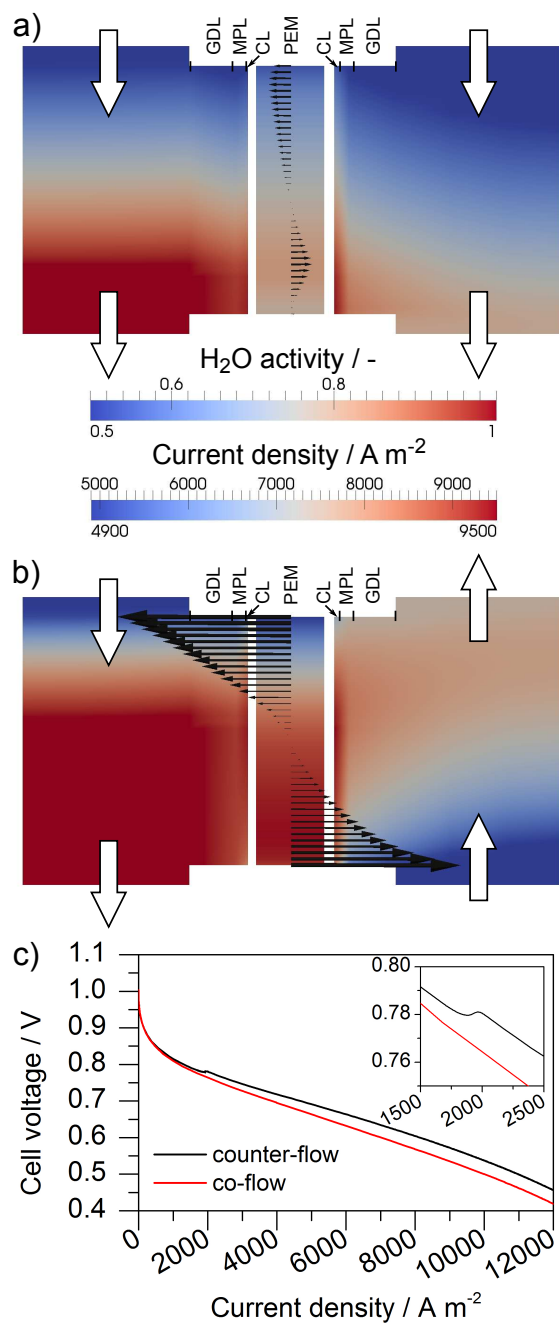 a)
GDL MPL CL PEM CL MPL GDL
H₂O activity / -
0.6 0.8
0.5 1
Current density / A m⁻²
5000 6000 7000 8000 9000
4900 9500
b)
GDL MPL CL PEM CL MPL GDL
c)
1.1
1.0
0.9
0.8
0.7
0.6
0.5
0.4
Cell voltage / V
0.80
0.78
0.76
1500 2000 2500
counter-flow
co-flow
0 2000 4000 6000 8000 10000 12000
Current density / A m⁻²